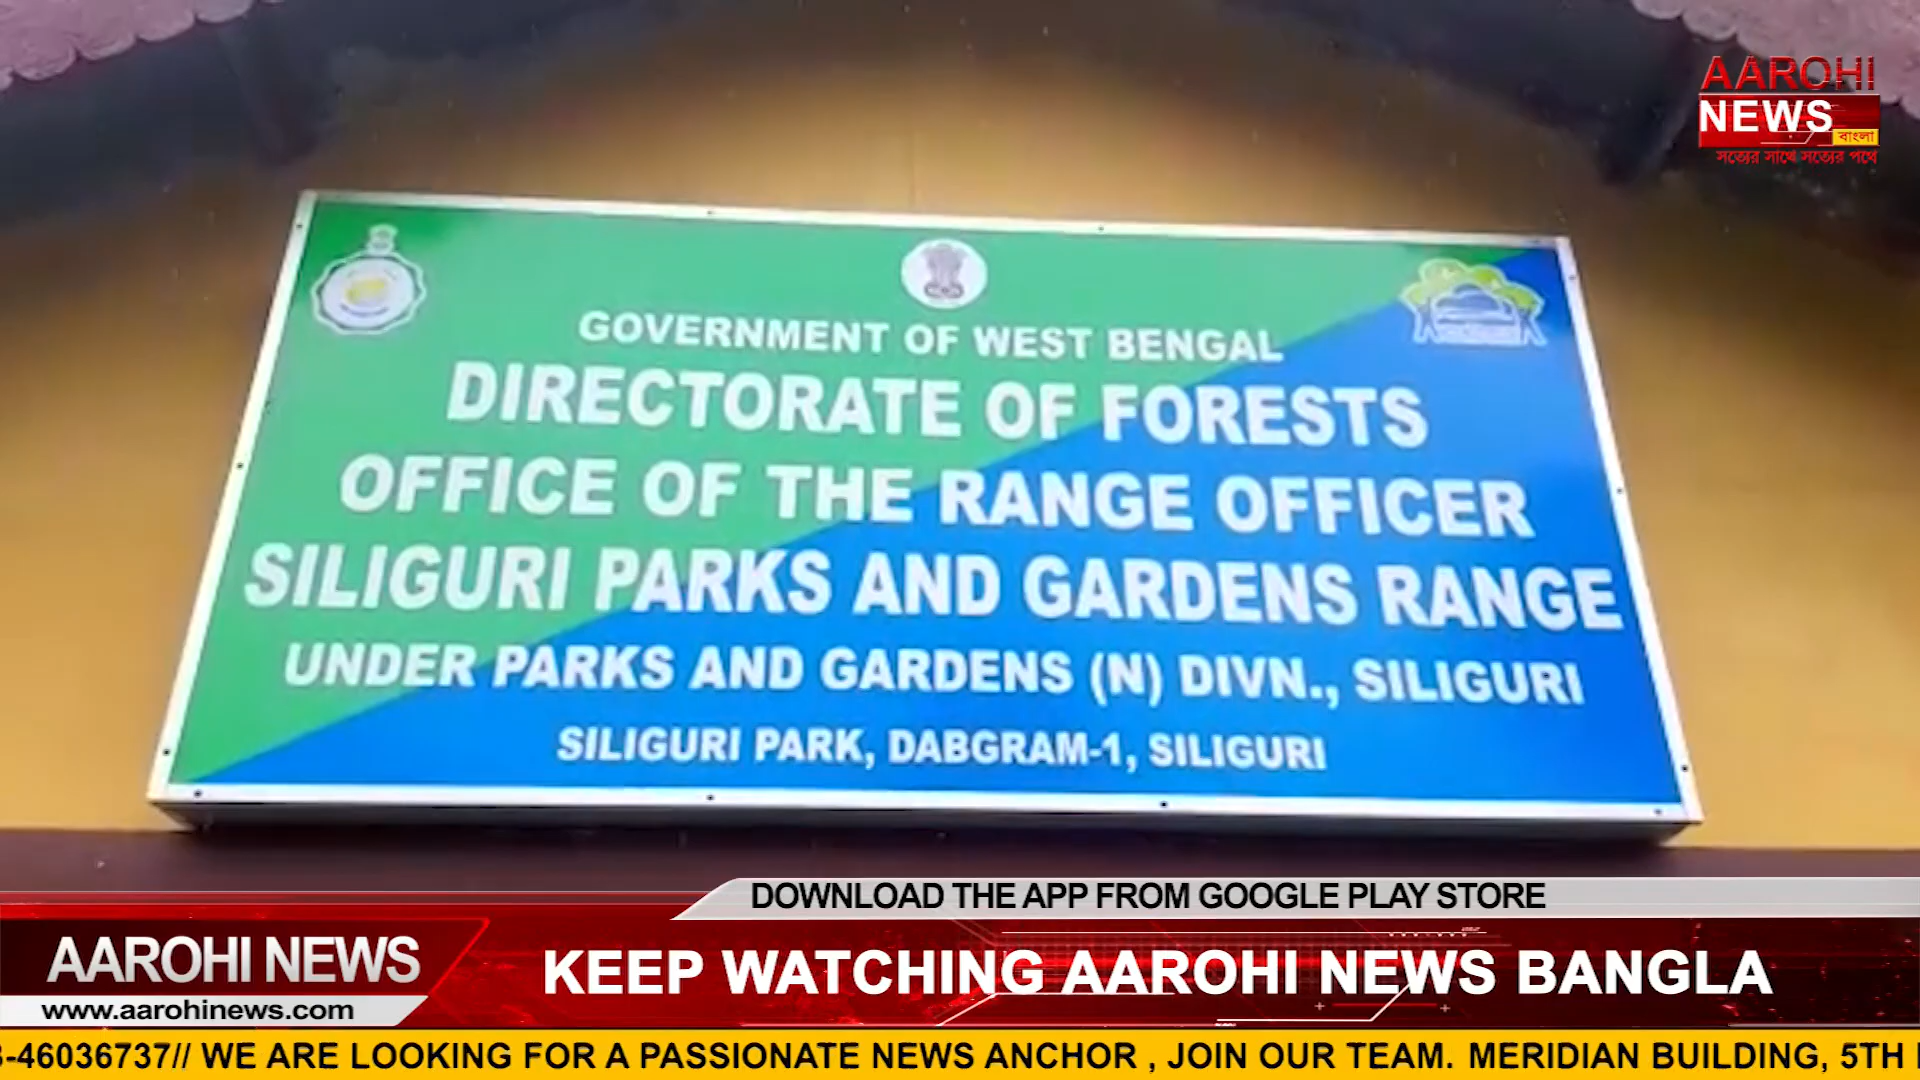 AAROHI
NEWS
বাংলা
সত্যের সাথে সত্যের পথে
GOVERNMENT OF WEST BENGAL
DIRECTORATE OF FORESTS
OFFICE OF THE RANGE OFFICER
SILIGURI PARKS AND GARDENS RANGE
UNDER PARKS AND GARDENS (N) DIVN., SILIGURI
SILIGURI PARK, DABGRAM-1, SILIGURI
DOWNLOAD THE APP FROM GOOGLE PLAY STORE
AAROHI NEWS
KEEP WATCHING AAROHI NEWS BANGLA
www.aarohinews.com
-46036737// WE ARE LOOKING FOR A PASSIONATE NEWS ANCHOR , JOIN OUR TEAM. MERIDIAN BUILDING, 5TH